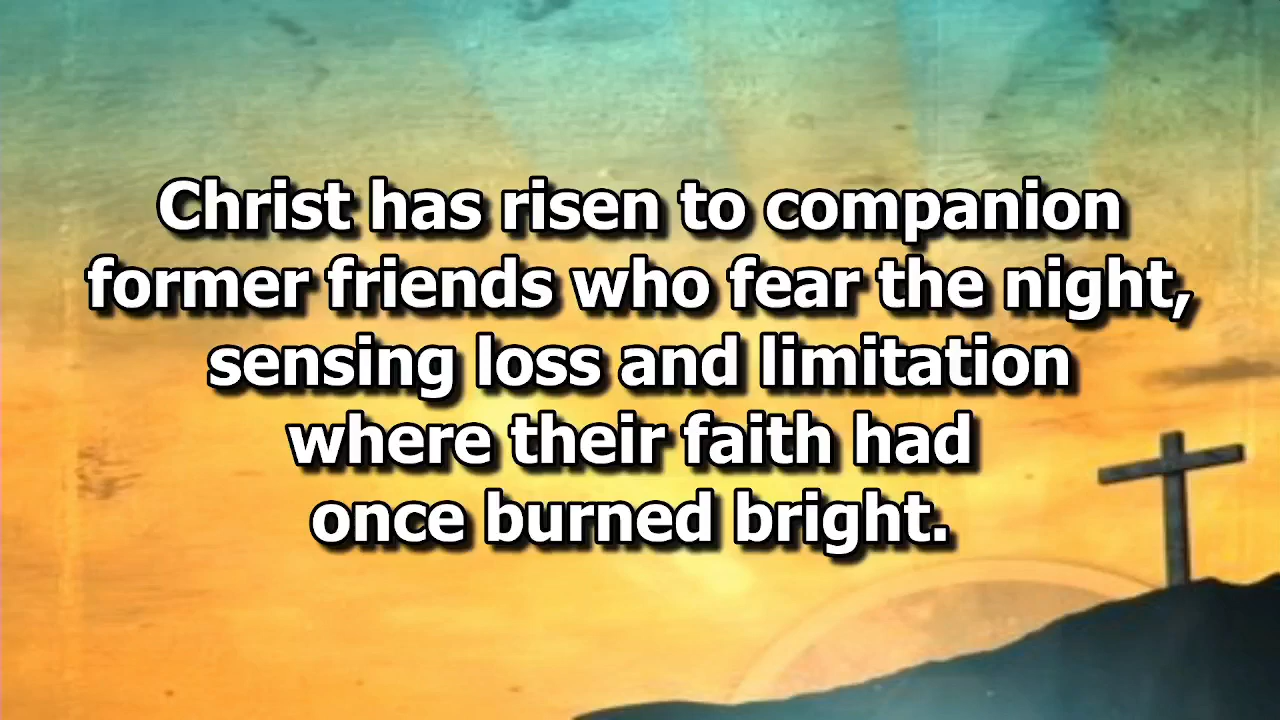 Christ has risen to companion
former friends who fear the night,
sensing loss and limitation
where their faith had
once burned bright.